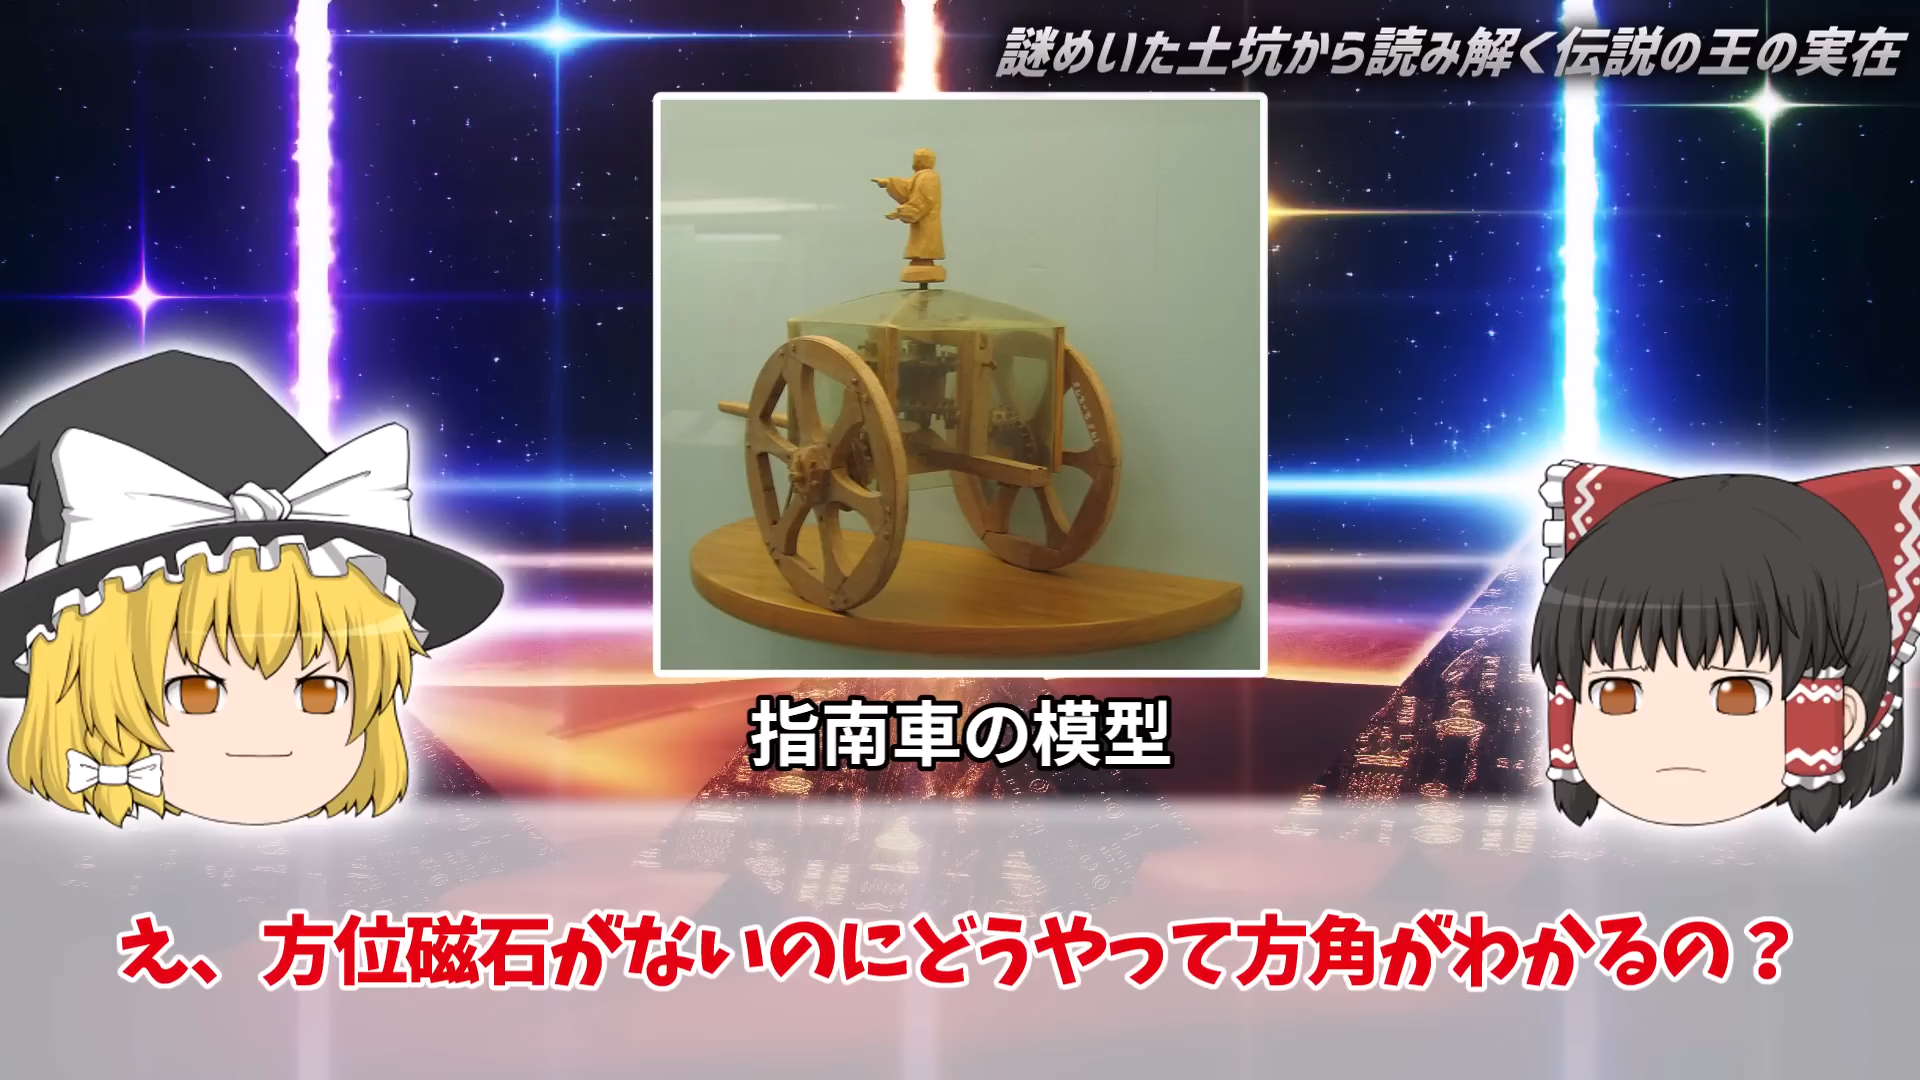 謎めいた土坑から読み解く伝説の王の実在
指南車の模型
え、方位磁石がないのにどうやって方角がわかるの？